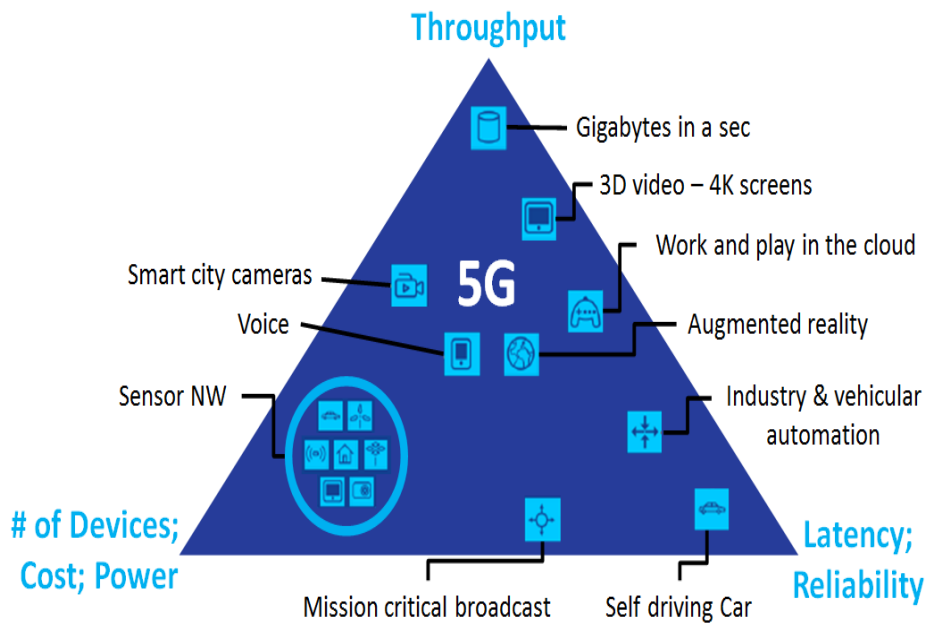 Throughput
Gigabytes in a sec
3D video – 4K screens
Work and play in the cloud
Smart city cameras
5G
Voice
Augmented reality
Sensor NW
Industry & vehicular
automation
# of Devices;
Cost; Power
Latency;
Reliability
Mission critical broadcast
Self driving Car